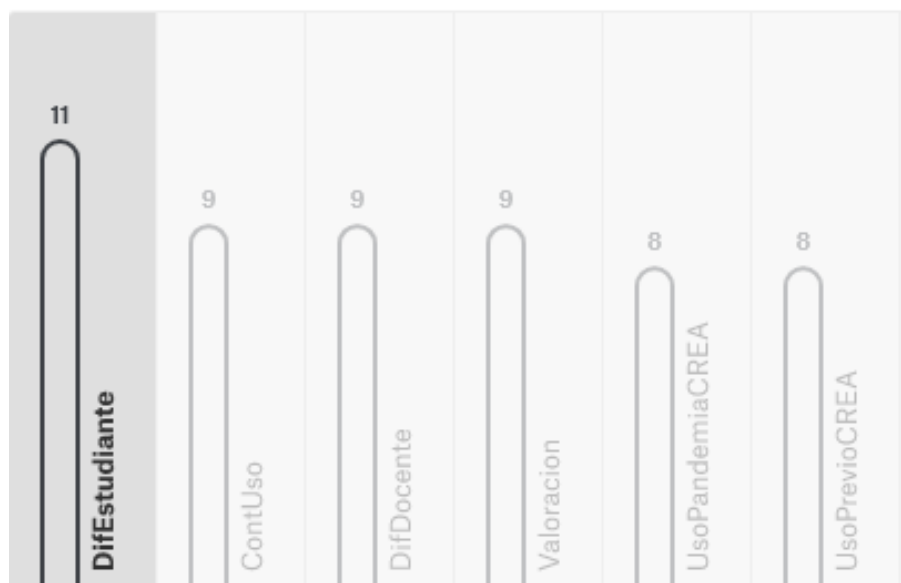 11
DifEstudiante
9
ContUso
9
DifDocente
9
Valoracion
8
UsoPandemiaCREA
8
UsoPrevioCREA